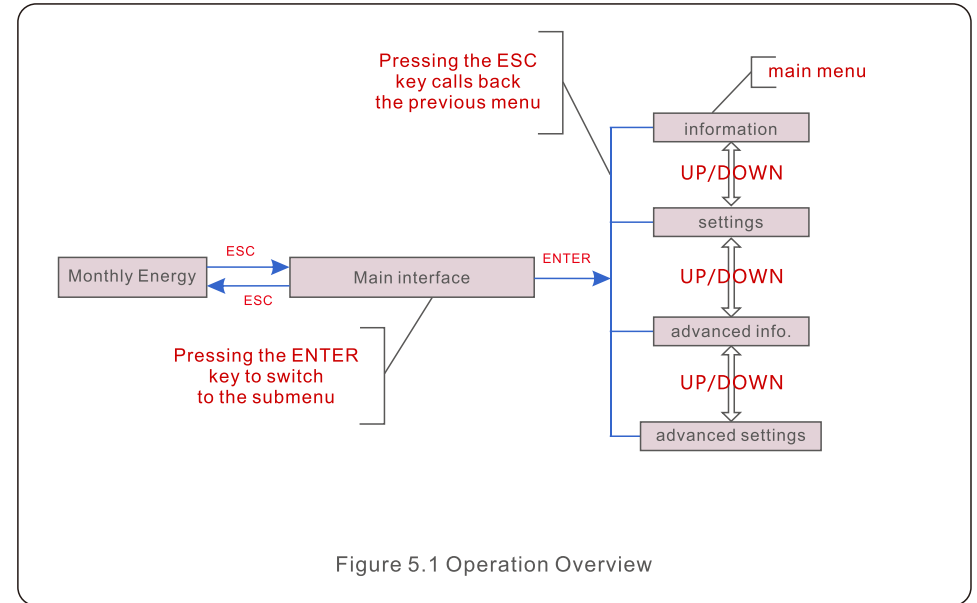 Pressing the ESC
key calls back
the previous menu
main menu
information
UP/DOWN
settings
ESC
Monthly Energy
ESC
Main interface
ENTER
UP/DOWN
advanced info.
Pressing the ENTER
key to switch
to the submenu
UP/DOWN
advanced settings
Figure 5.1 Operation Overview